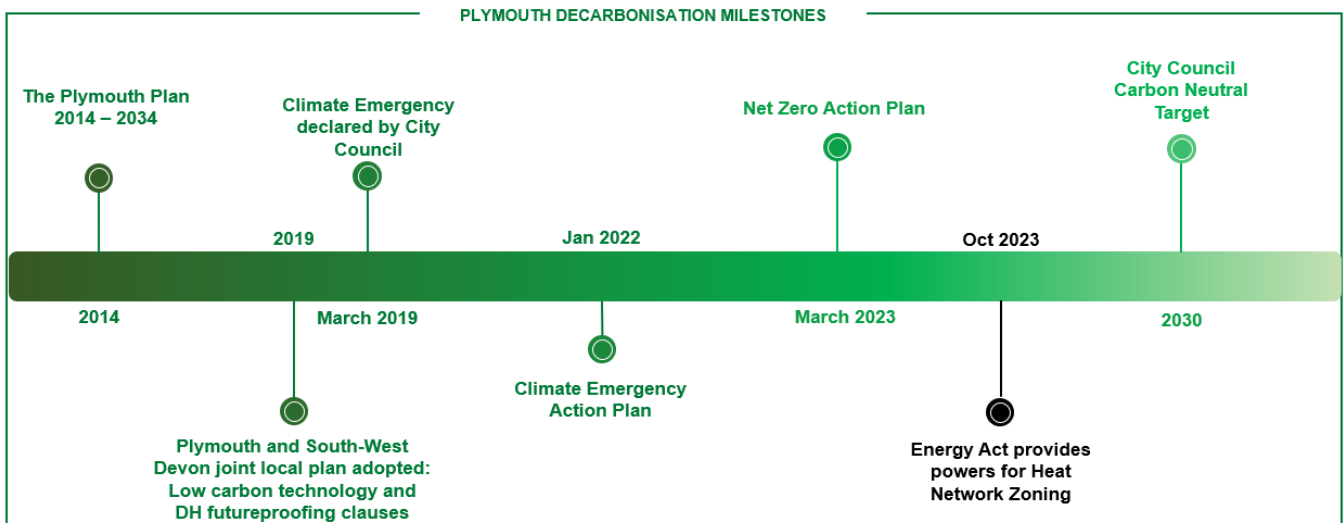 PLYMOUTH DECARBONISATION MILESTONES
The Plymouth Plan
2014 – 2034
2014
2019
Plymouth and South-West
Devon joint local plan adopted:
Low carbon technology and
DH futureproofing clauses
Climate Emergency
declared by City
Council
March 2019
Jan 2022
Climate Emergency
Action Plan
Net Zero Action Plan
March 2023
Oct 2023
Energy Act provides
powers for Heat
Network Zoning
City Council
Carbon Neutral
Target
2030